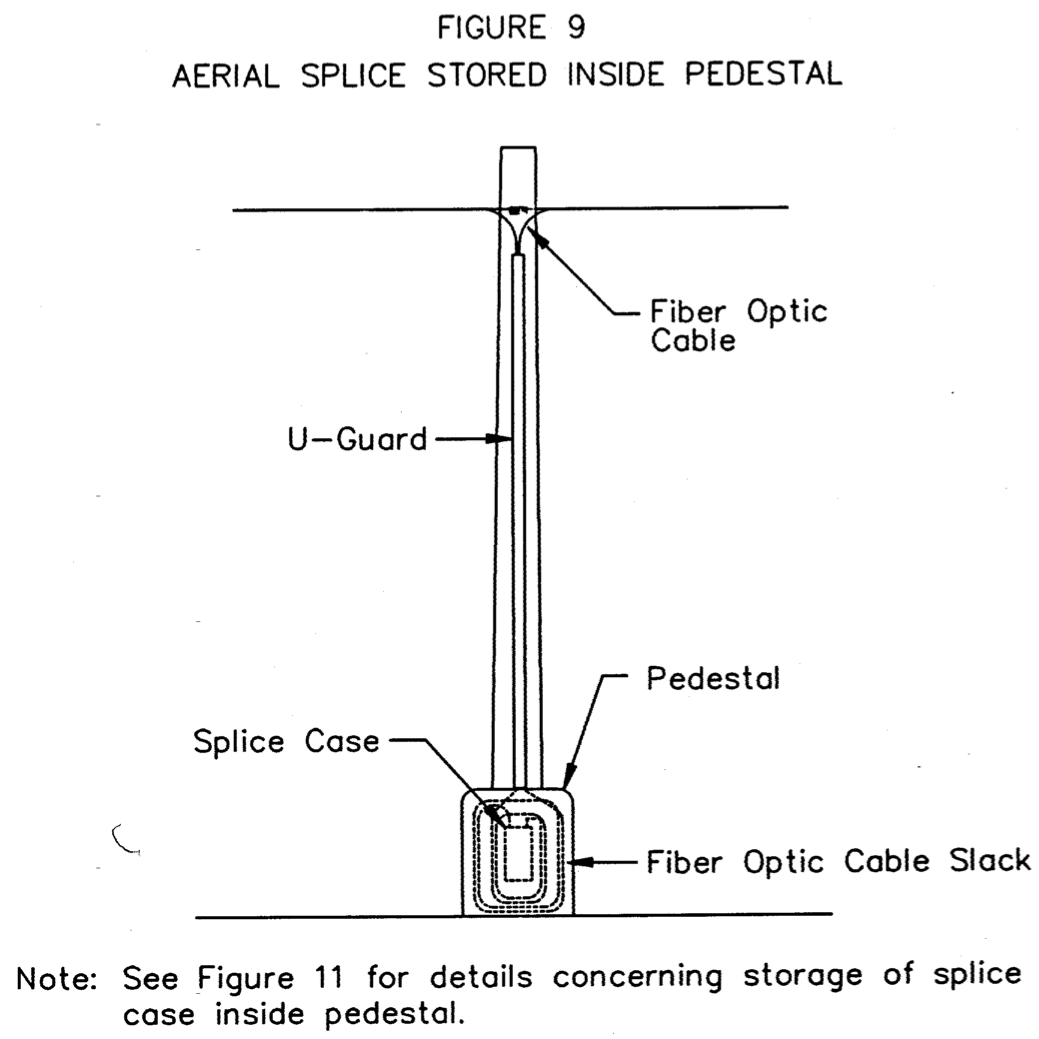 FIGURE 9
AERIAL SPLICE STORED INSIDE PEDESTAL
Fiber Optic
Cable
U-Guard
Pedestal
Splice Case
Fiber Optic Cable Slack
Note: See Figure 11 for details concerning storage of splice
case inside pedestal.